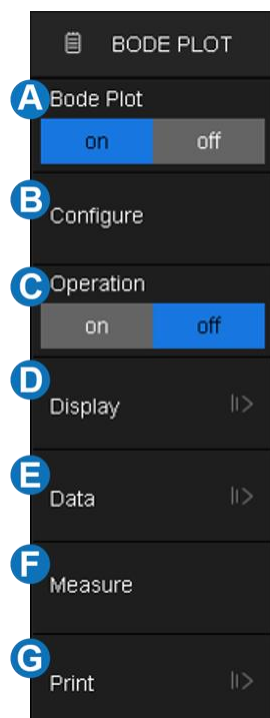 BODE PLOT
A Bode Plot
on off
B
Configure
C Operation
on off
D
Display
E
Data
F
Measure
G
Print